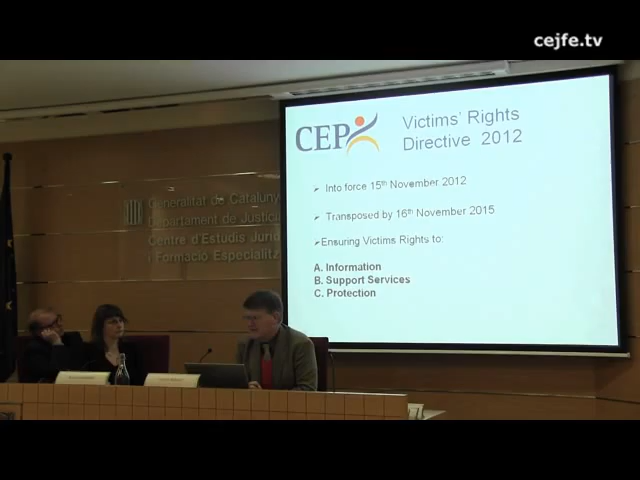 cejfe.tv
CEP
Victims' Rights
Directive 2012
➢ Into force 15th November 2012
➢ Transposed by 16th November 2015
➢Ensuring Victims Rights to:
A. Information
B. Support Services
C. Protection
Generalitat de Cataluny
Departament de Justíci
Centre d'Estudis Juríd
i Formació Especialitz